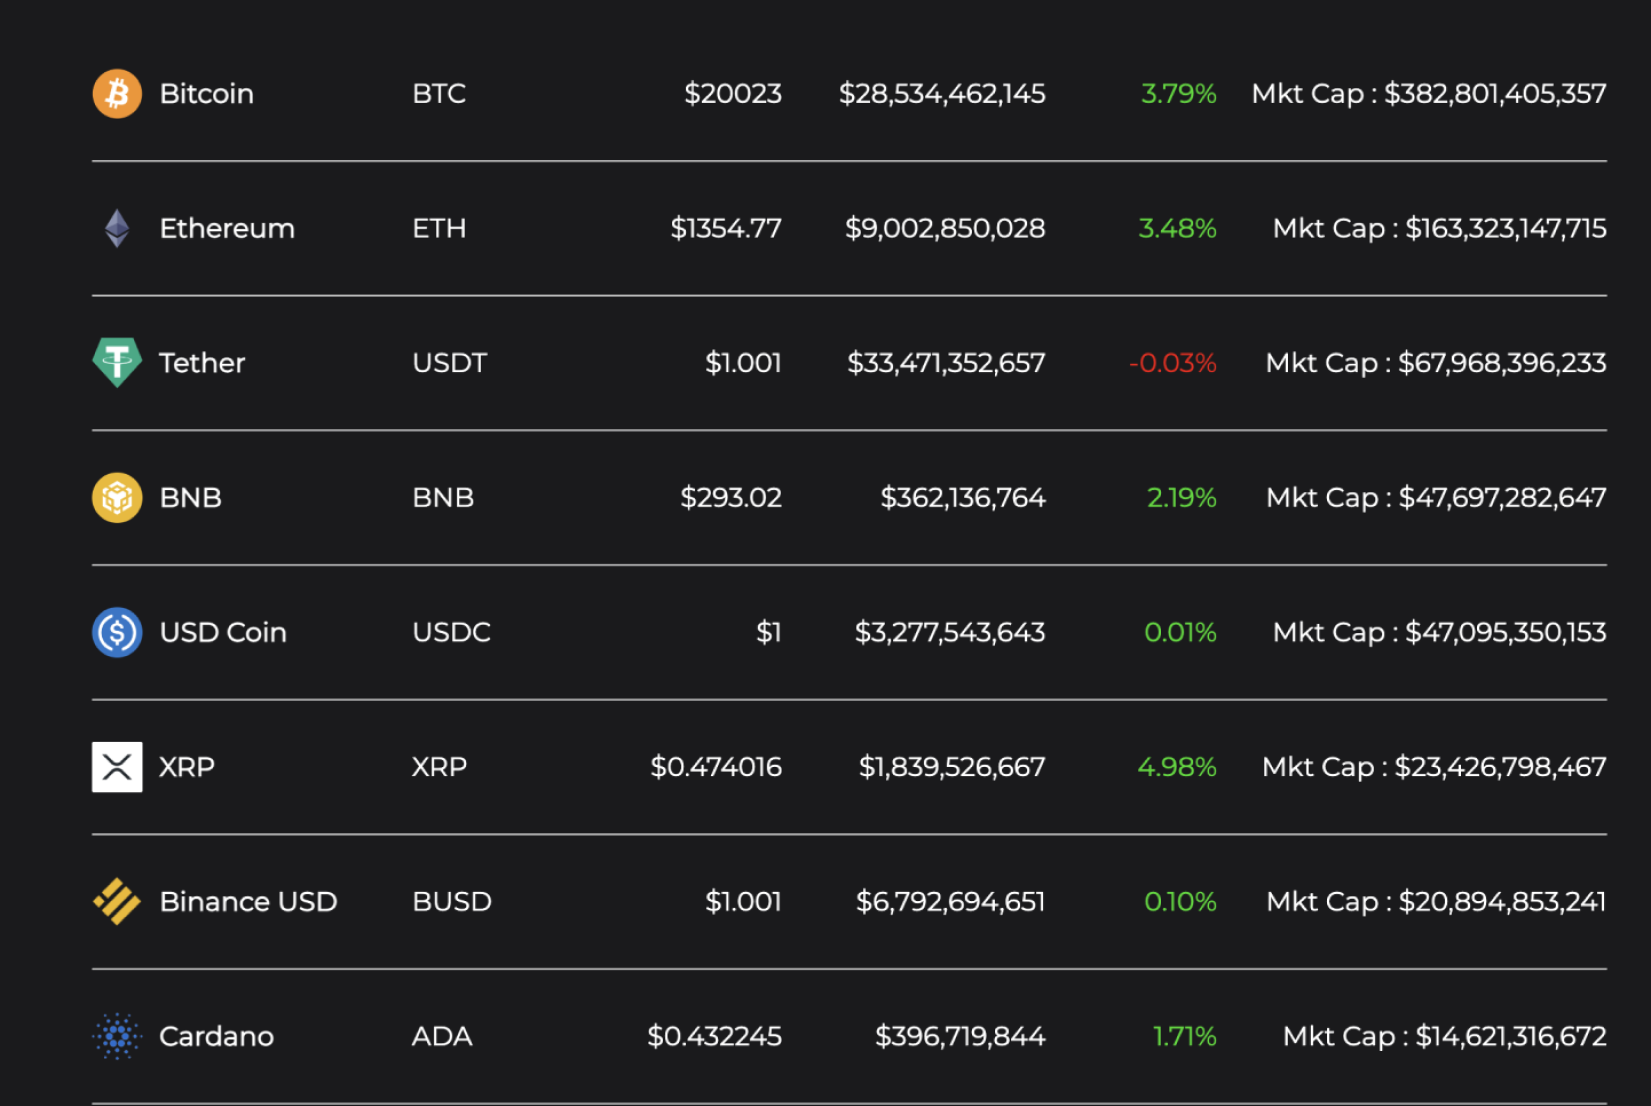 Bitcoin BTC $20023 $28,534,462,145 3.79% Mkt Cap : $382,801,405,357
Ethereum ETH $1354.77 $9,002,850,028 3.48% Mkt Cap : $163,323,147,715
Tether USDT $1.001 $33,471,352,657 -0.03% Mkt Cap : $67,968,396,233
BNB BNB $293.02 $362,136,764 2.19% Mkt Cap : $47,697,282,647
USD Coin USDC $1 $3,277,543,643 0.01% Mkt Cap : $47,095,350,153
XRP XRP $0.474016 $1,839,526,667 4.98% Mkt Cap : $23,426,798,467
Binance USD BUSD $1.001 $6,792,694,651 0.10% Mkt Cap : $20,894,853,241
Cardano ADA $0.432245 $396,719,844 1.71% Mkt Cap : $14,621,316,672